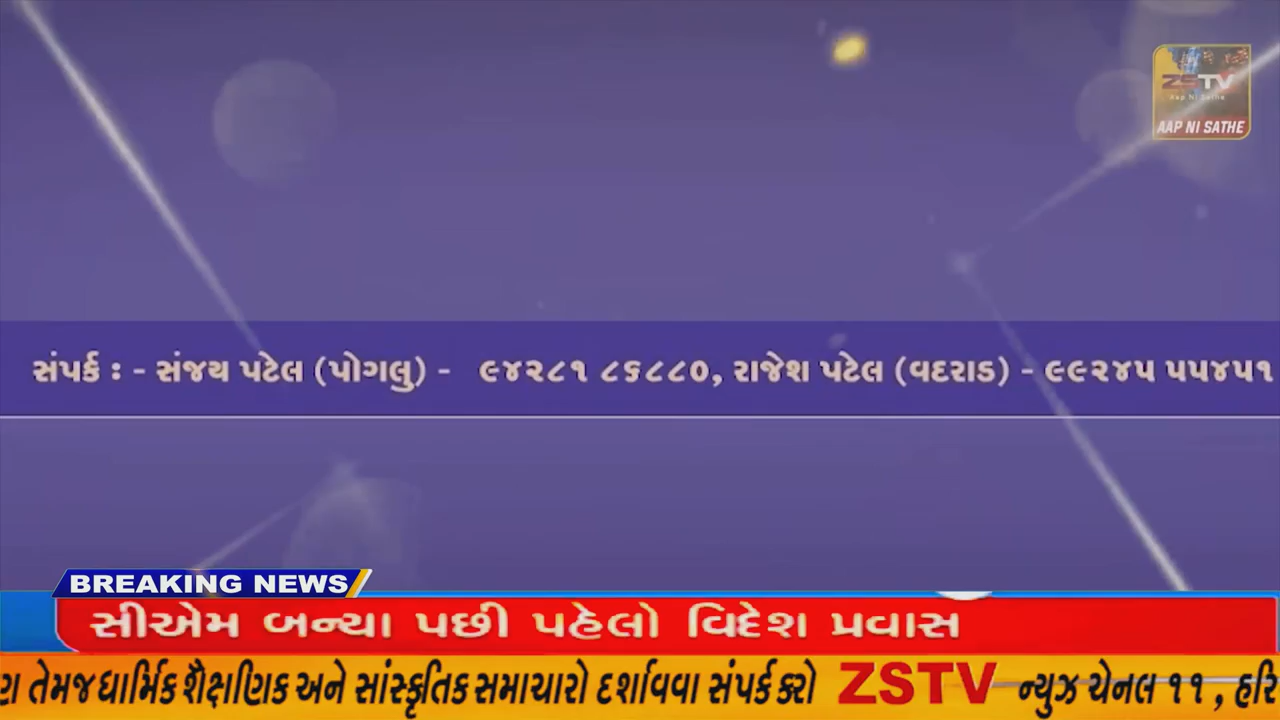 ZSTV
Aap Ni Sathe
AAP NI SATHE
સંપર્ક : - સંજય પટેલ (પોગલુ) - ૯૪૨૮૧ ૮૬૮૮૦, રાજેશ પટેલ (વદરાડ) - ૯૯૨૪૫ ૫૫૪૫૧
BREAKING NEWS
સીએમ બન્યા પછી પહેલો વિદેશ પ્રવાસ
તેમજ ધાર્મિક શૈક્ષણિક અને સાંસ્કૃતિક સમાચારો દર્શાવવા સંપર્ક કરો ZSTV ન્યુઝ ચેનલ ૧૧ , હરિ